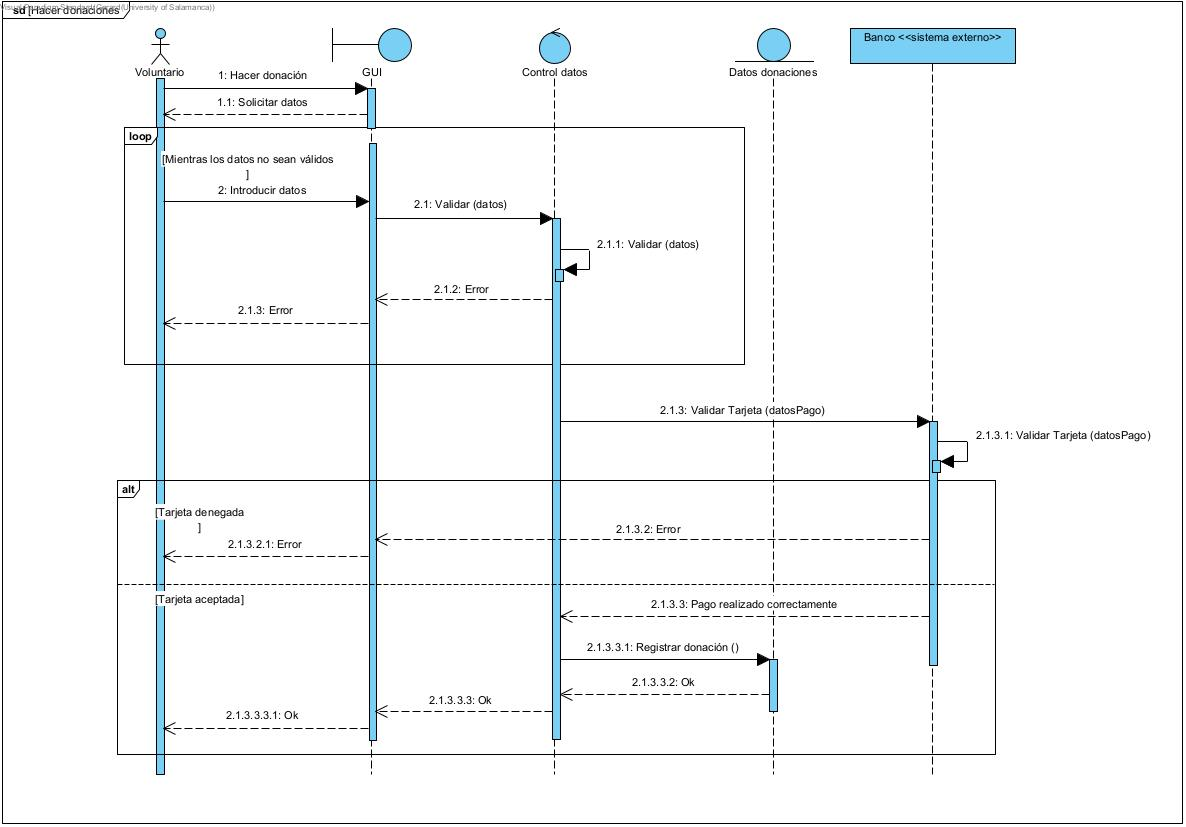 sd [Hacer donaciones
Voluntario
GUI
Control datos
Datos donaciones
Banco <<sistema externo>>
1: Hacer donación
1.1: Solicitar datos
loop
[Mientras los datos no sean válidos
]
2: Introducir datos
2.1: Validar (datos)
2.1.1: Validar (datos)
2.1.2: Error
2.1.3: Error
2.1.3: Validar Tarjeta (datosPago)
2.1.3.1: Validar Tarjeta (datosPago)
alt
[Tarjeta denegada
]
2.1.3.2: Error
2.1.3.2.1: Error
[Tarjeta aceptada]
2.1.3.3: Pago realizado correctamente
2.1.3.3.1: Registrar donación ()
2.1.3.3.2: Ok
2.1.3.3.3: Ok
2.1.3.3.3.1: Ok